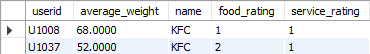 userid average_weight name food_rating service_rating
U1008 68.0000 KFC 1 1
U1037 52.0000 KFC 2 1